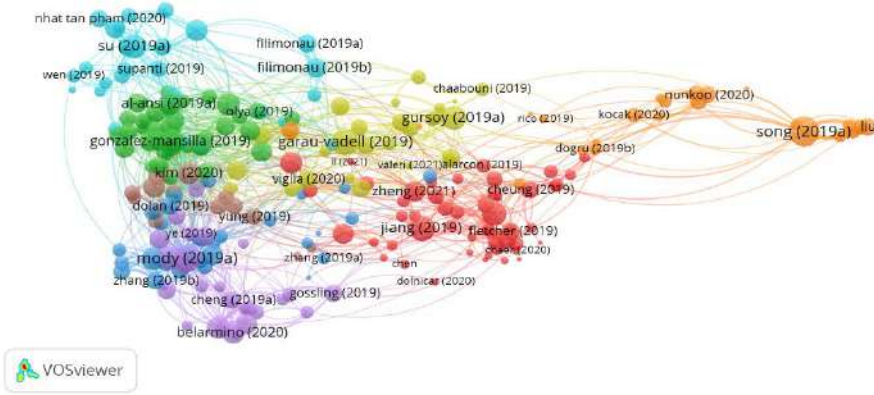 nhat tan pham (2020)
su (2019a)
filimonau (2019a)
wen (2019)
supanti (2019)
filimonau (2019b)
chaabouni (2019)
al-ansi (2019a)
olya (2019)
gursoy (2019a)
rico (2019)
kocak (2020)
nunkoo (2020)
song (2019a)
liu
gonzalez-mansilla (2019)
garau-vadell (2019)
dogru (2019b)
kim (2020)
viglia (2020)
valeri (2021)
alarcon (2019)
zheng (2021)
cheung (2019)
dolan (2019)
yung (2019)
ye (2019)
jiang (2019)
fletcher (2019)
mody (2019a)
zhang (2019a)
chen
zhang (2019b)
dolnicar (2020)
cheng (2019a)
gossling (2019)
belarmino (2020)
VOSviewer